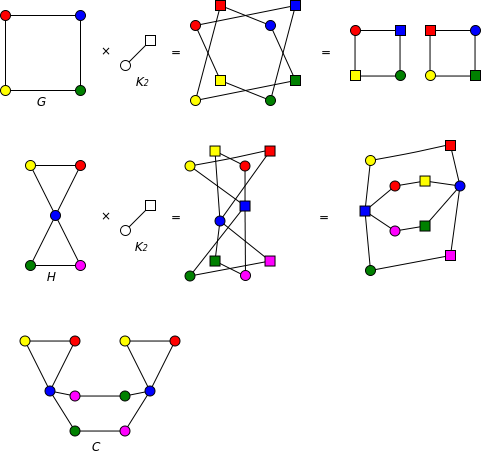 × = =
K2
G
× = =
K2
H
C